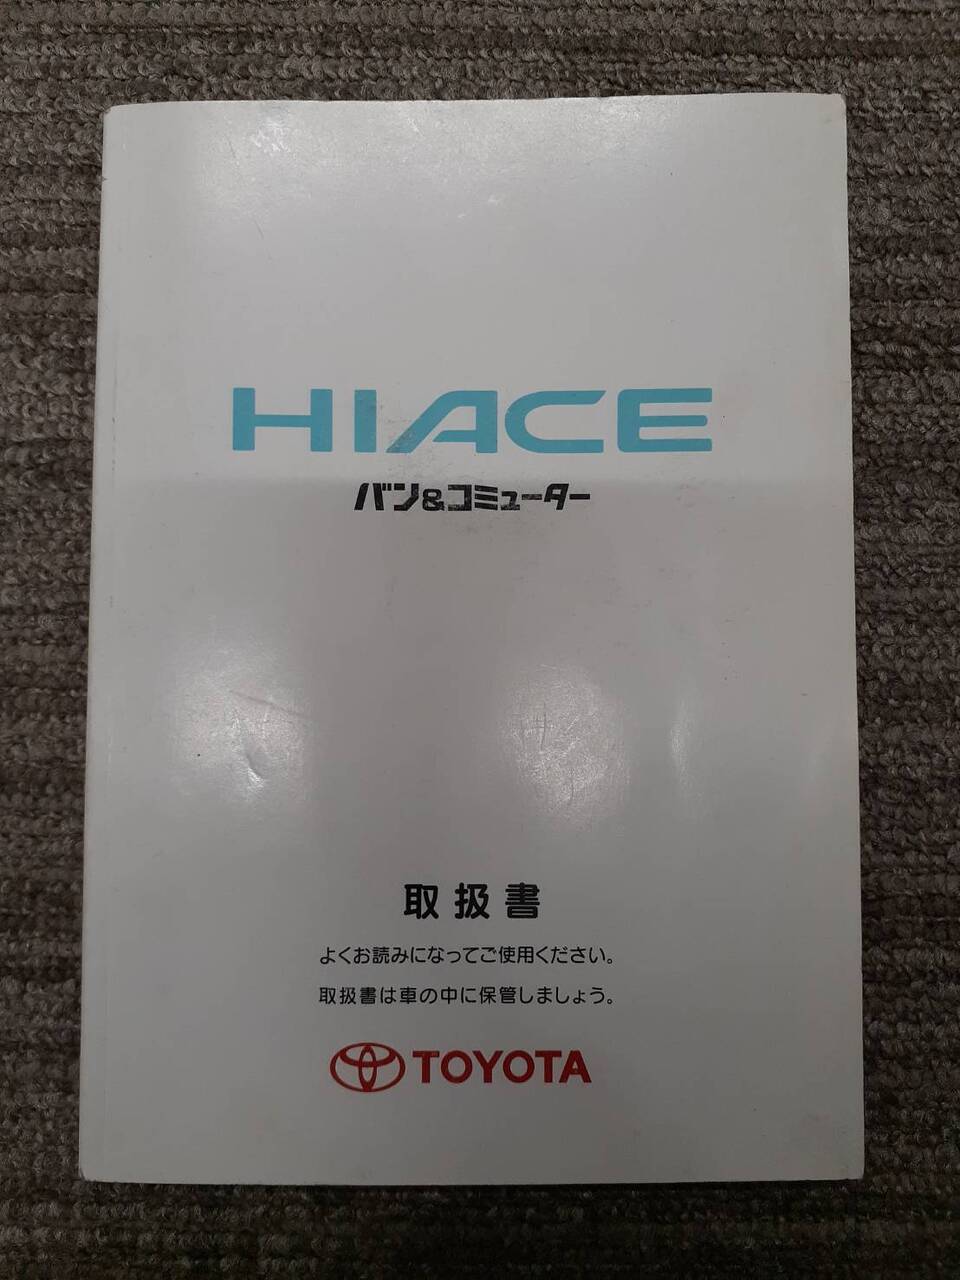 HIACE
バン&コミューター
取扱書
よくお読みになってご使用ください。
取扱書は車の中に保管しましょう。
TOYOTA